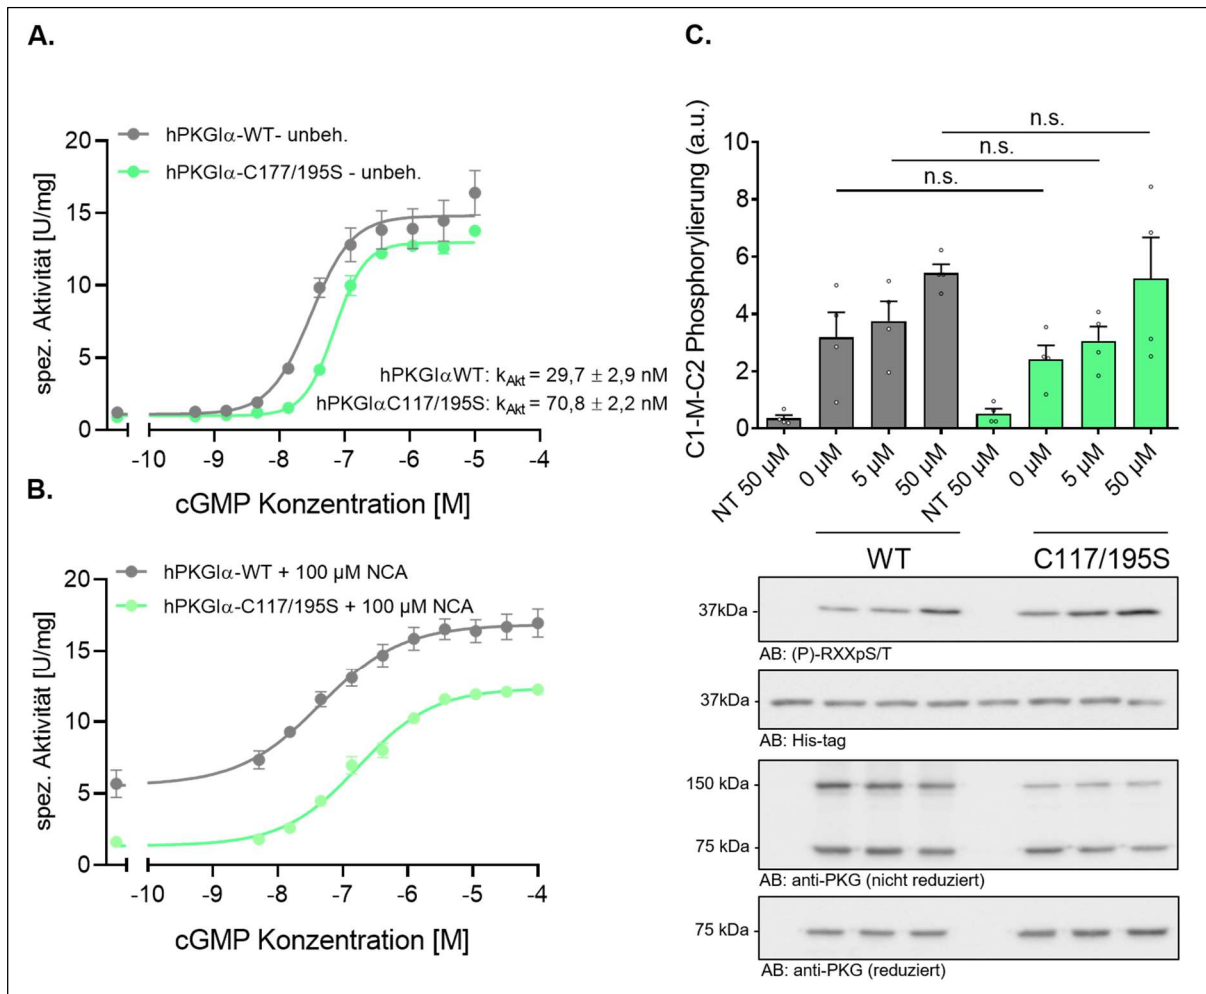 A.
20
15
10
5
0
spez. Aktivität [U/mg]
hPKGIα-WT- unbeh.
hPKGIα-C177/195S - unbeh.
hPKGIαWT: kAkt = 29,7 ± 2,9 nM
hPKGIαC117/195S: kAkt = 70,8 ± 2,2 nM
-10 -9 -8 -7 -6 -5 -4
cGMP Konzentration [M]
B.
20
15
10
5
0
spez. Aktivität [U/mg]
hPKGIα-WT + 100 µM NCA
hPKGIα-C117/195S + 100 µM NCA
-10 -9 -8 -7 -6 -5 -4
cGMP Konzentration [M]
C.
C1-M-C2 Phosphorylierung (a.u.)
10
8
6
4
2
0
n.s.
n.s.
n.s.
NT 50 µM
0 µM
5 µM
50 µM
NT 50 µM
0 µM
5 µM
50 µM
WT C117/195S
37kDa
AB: (P)-RXXpS/T
37kDa
AB: His-tag
150 kDa
75 kDa
AB: anti-PKG (nicht reduziert)
75 kDa
AB: anti-PKG (reduziert)